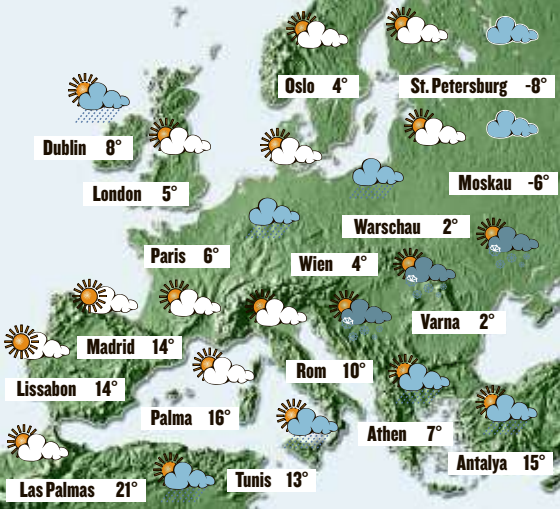 Oslo 4°
St. Petersburg -8°
Dublin 8°
London 5°
Moskau -6°
Warschau 2°
Paris 6°
Wien 4°
Varna 2°
Madrid 14°
Rom 10°
Lissabon 14°
Palma 16°
Athen 7°
Antalya 15°
Las Palmas 21°
Tunis 13°